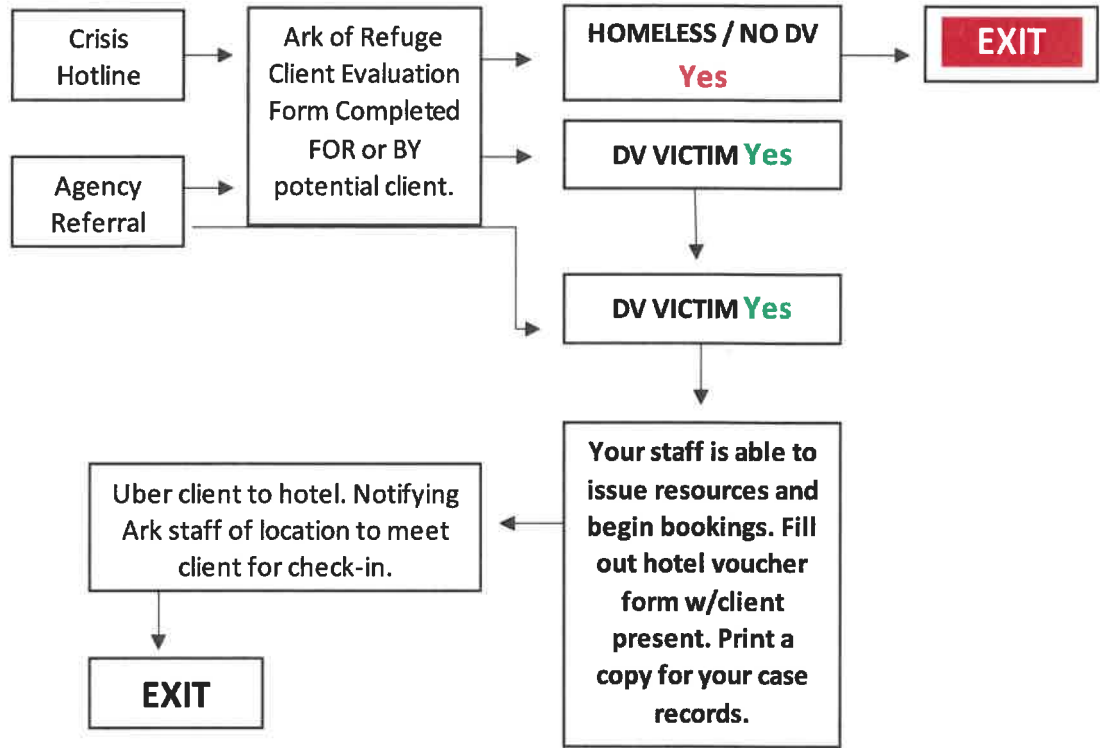 Crisis
Hotline
Ark of Refuge
Client Evaluation
Form Completed
FOR or BY
potential client.
HOMELESS / NO DV
Yes
EXIT
Agency
Referral
DV VICTIM Yes
DV VICTIM Yes
Your staff is able to
issue resources and
begin bookings. Fill
out hotel voucher
form w/client
present. Print a
copy for your case
records.
Uber client to hotel. Notifying
Ark staff of location to meet
client for check-in.
EXIT